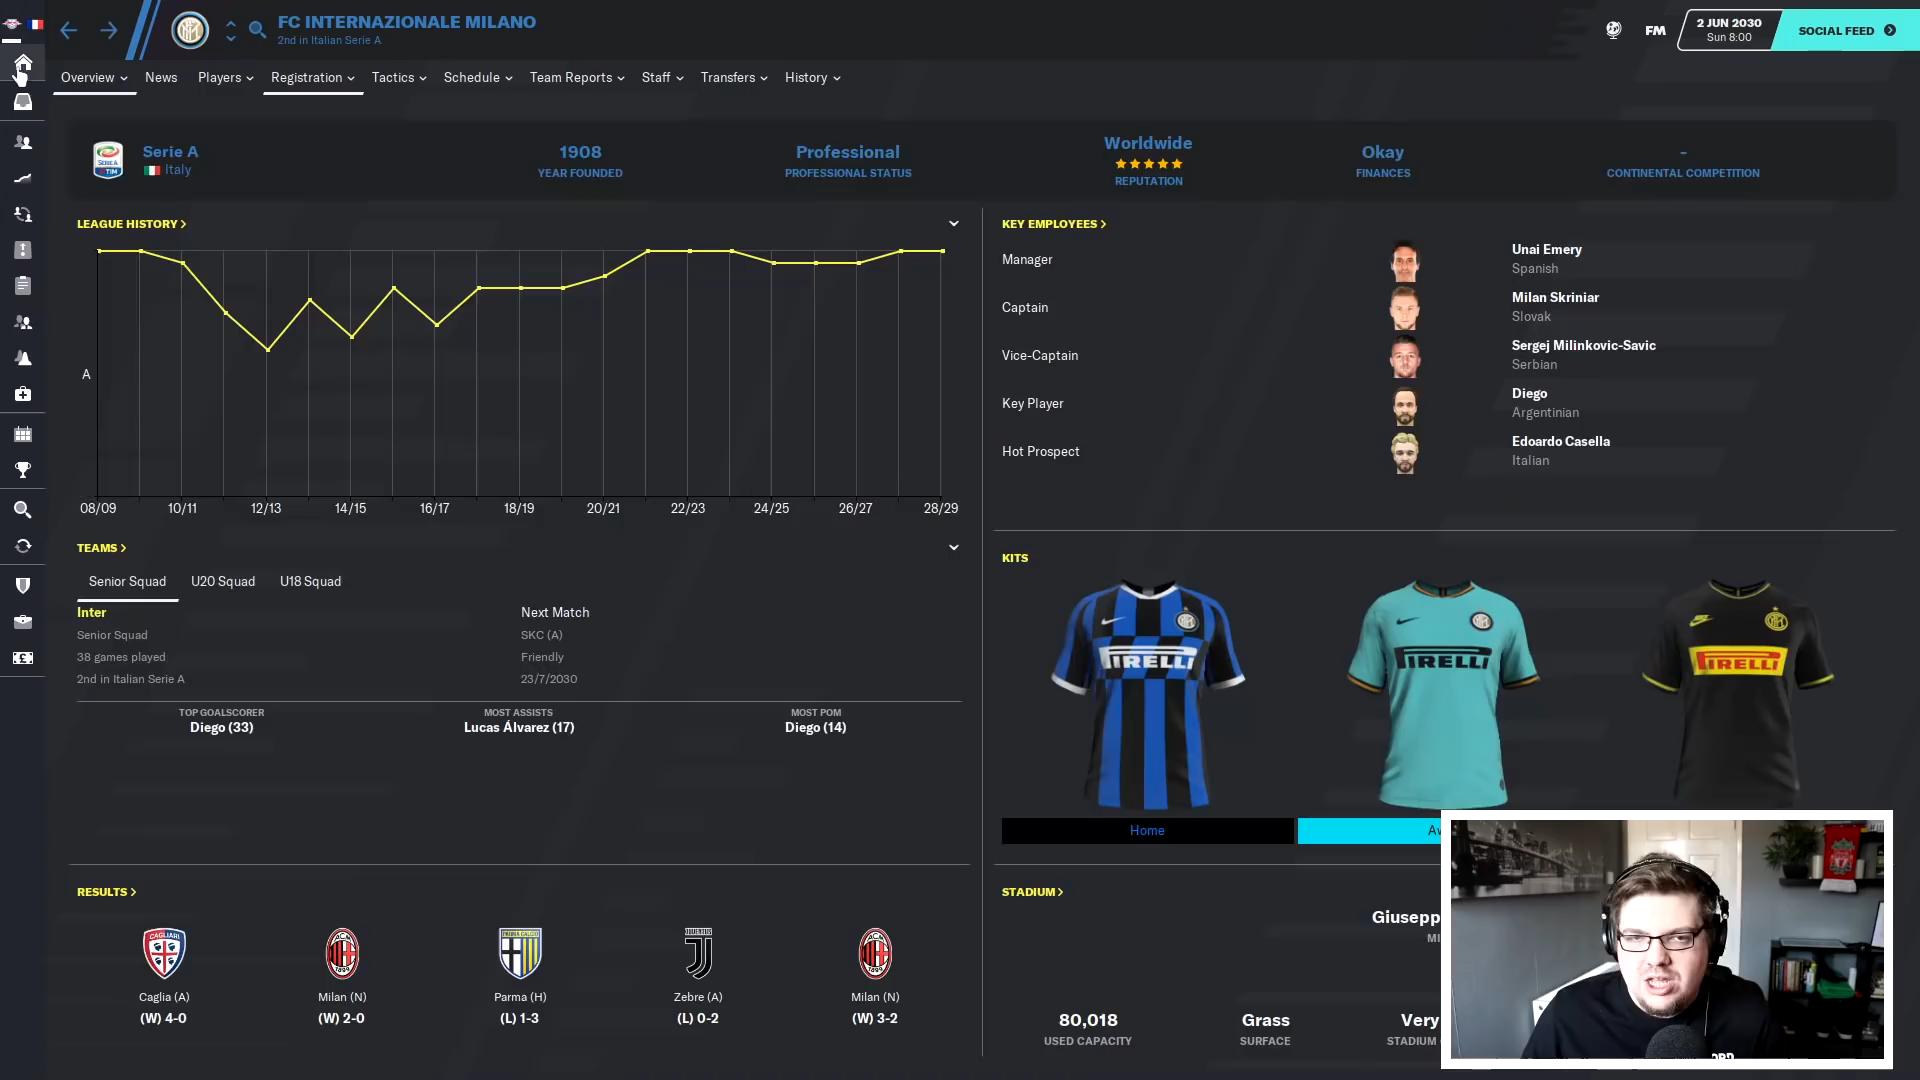 FC INTERNAZIONALE MILANO
2nd in Italian Serie A
FM
2 JUN 2030
Sun 8:00
SOCIAL FEED
Overview
News
Players
Registration
Tactics
Schedule
Team Reports
Staff
Transfers
History
Serie A
Italy
1908
YEAR FOUNDED
Professional
PROFESSIONAL STATUS
Worldwide
REPUTATION
Okay
FINANCES
-
CONTINENTAL COMPETITION
LEAGUE HISTORY
A
08/09 10/11 12/13 14/15 16/17 18/19 20/21 22/23 24/25 26/27 28/29
KEY EMPLOYEES
Manager
Unai Emery
Spanish
Captain
Milan Skriniar
Slovak
Vice-Captain
Sergej Milinkovic-Savic
Serbian
Key Player
Diego
Argentinian
Hot Prospect
Edoardo Casella
Italian
TEAMS
Senior Squad
U20 Squad
U18 Squad
Inter
Senior Squad
38 games played
2nd in Italian Serie A
Next Match
SKC (A)
Friendly
23/7/2030
TOP GOALSCORER
Diego (33)
MOST ASSISTS
Lucas Álvarez (17)
MOST POM
Diego (14)
KITS
PIRELLI
PIRELLI
PIRELLI
Home
RESULTS
Caglia (A)
(W) 4-0
Milan (N)
(W) 2-0
Parma (H)
(L) 1-3
Zebre (A)
(L) 0-2
Milan (N)
(W) 3-2
STADIUM
Giusepp
80,018
USED CAPACITY
Grass
SURFACE
Very
STADIUM